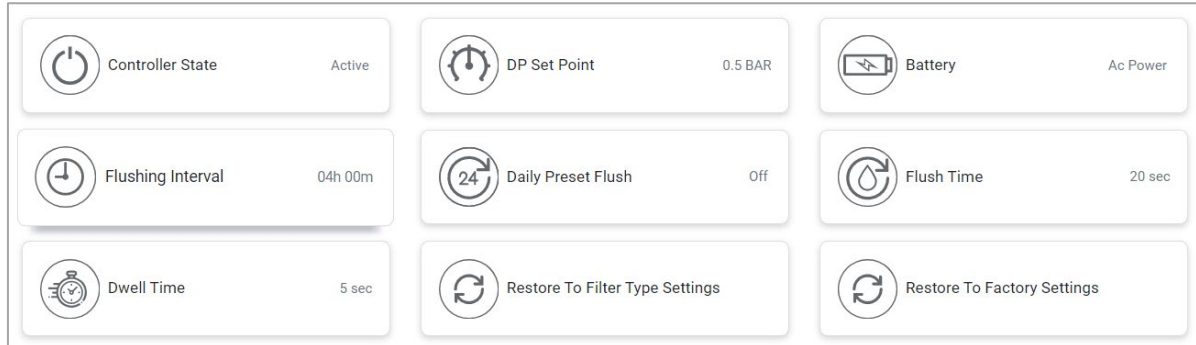 Controller State Active
DP Set Point 0.5 BAR
Battery Ac Power
Flushing Interval 04h 00m
24 Daily Preset Flush Off
Flush Time 20 sec
Dwell Time 5 sec
Restore To Filter Type Settings
Restore To Factory Settings